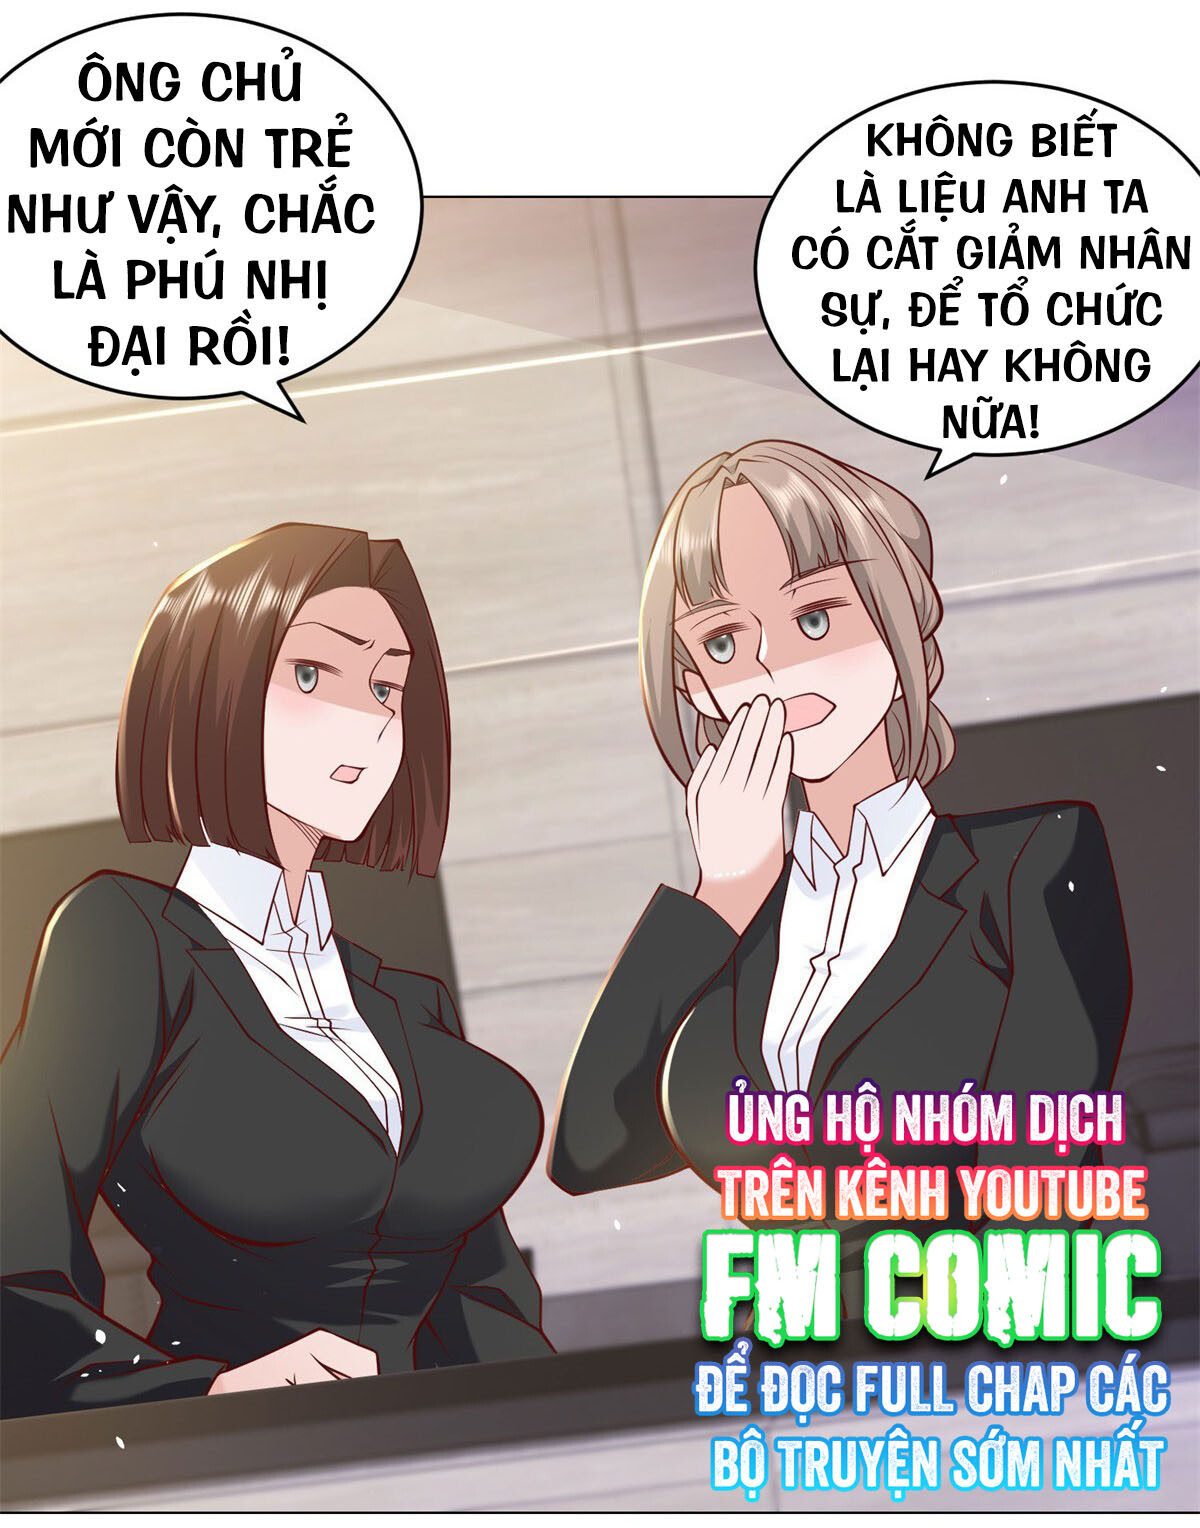 ÔNG CHỦ
MỚI CÒN TRẺ
NHƯ VẬY, CHẮC
LÀ PHÚ NHỊ
ĐẠI RỒI!
KHÔNG BIẾT
LÀ LIỆU ANH TA
CÓ CẮT GIẢM NHÂN
SỰ, ĐỂ TỔ CHỨC
LẠI HAY KHÔNG
NỮA!
ỦNG HỘ NHÓM DỊCH
TRÊN KÊNH YOUTUBE
FM COMIC
ĐỂ ĐỌC FULL CHAP CÁC
BỘ TRUYỆN SỚM NHẤT